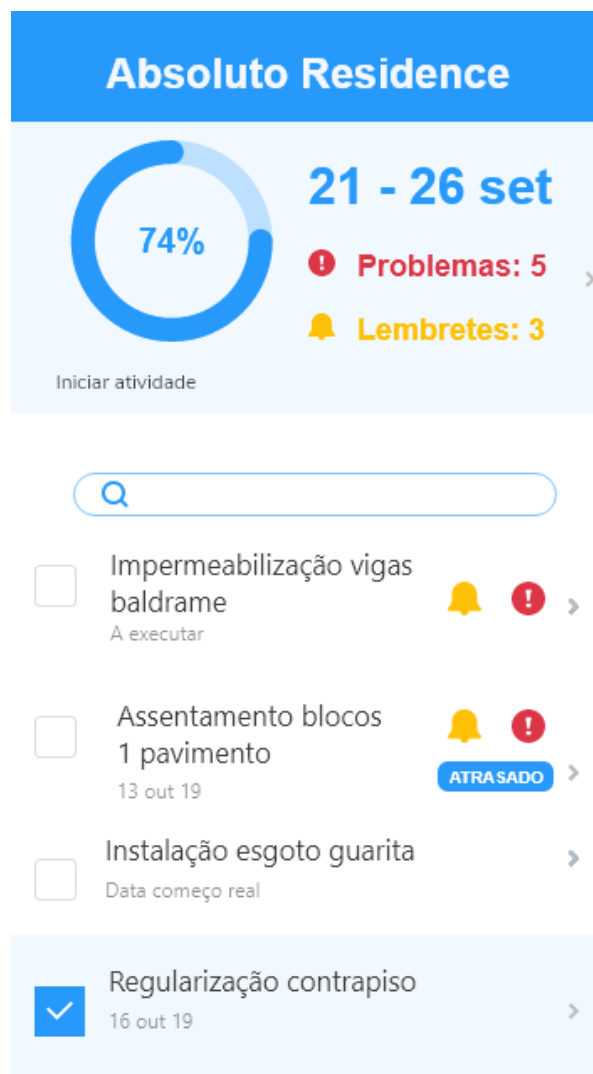 Absoluto Residence
74%
21 - 26 set
Problemas: 5
Lembretes: 3
Iniciar atividade
Impermeabilização vigas
baldrame
A executar
Assentamento blocos
1 pavimento
13 out 19
ATRASADO
Instalação esgoto guarita
Data começo real
Regularização contrapiso
16 out 19